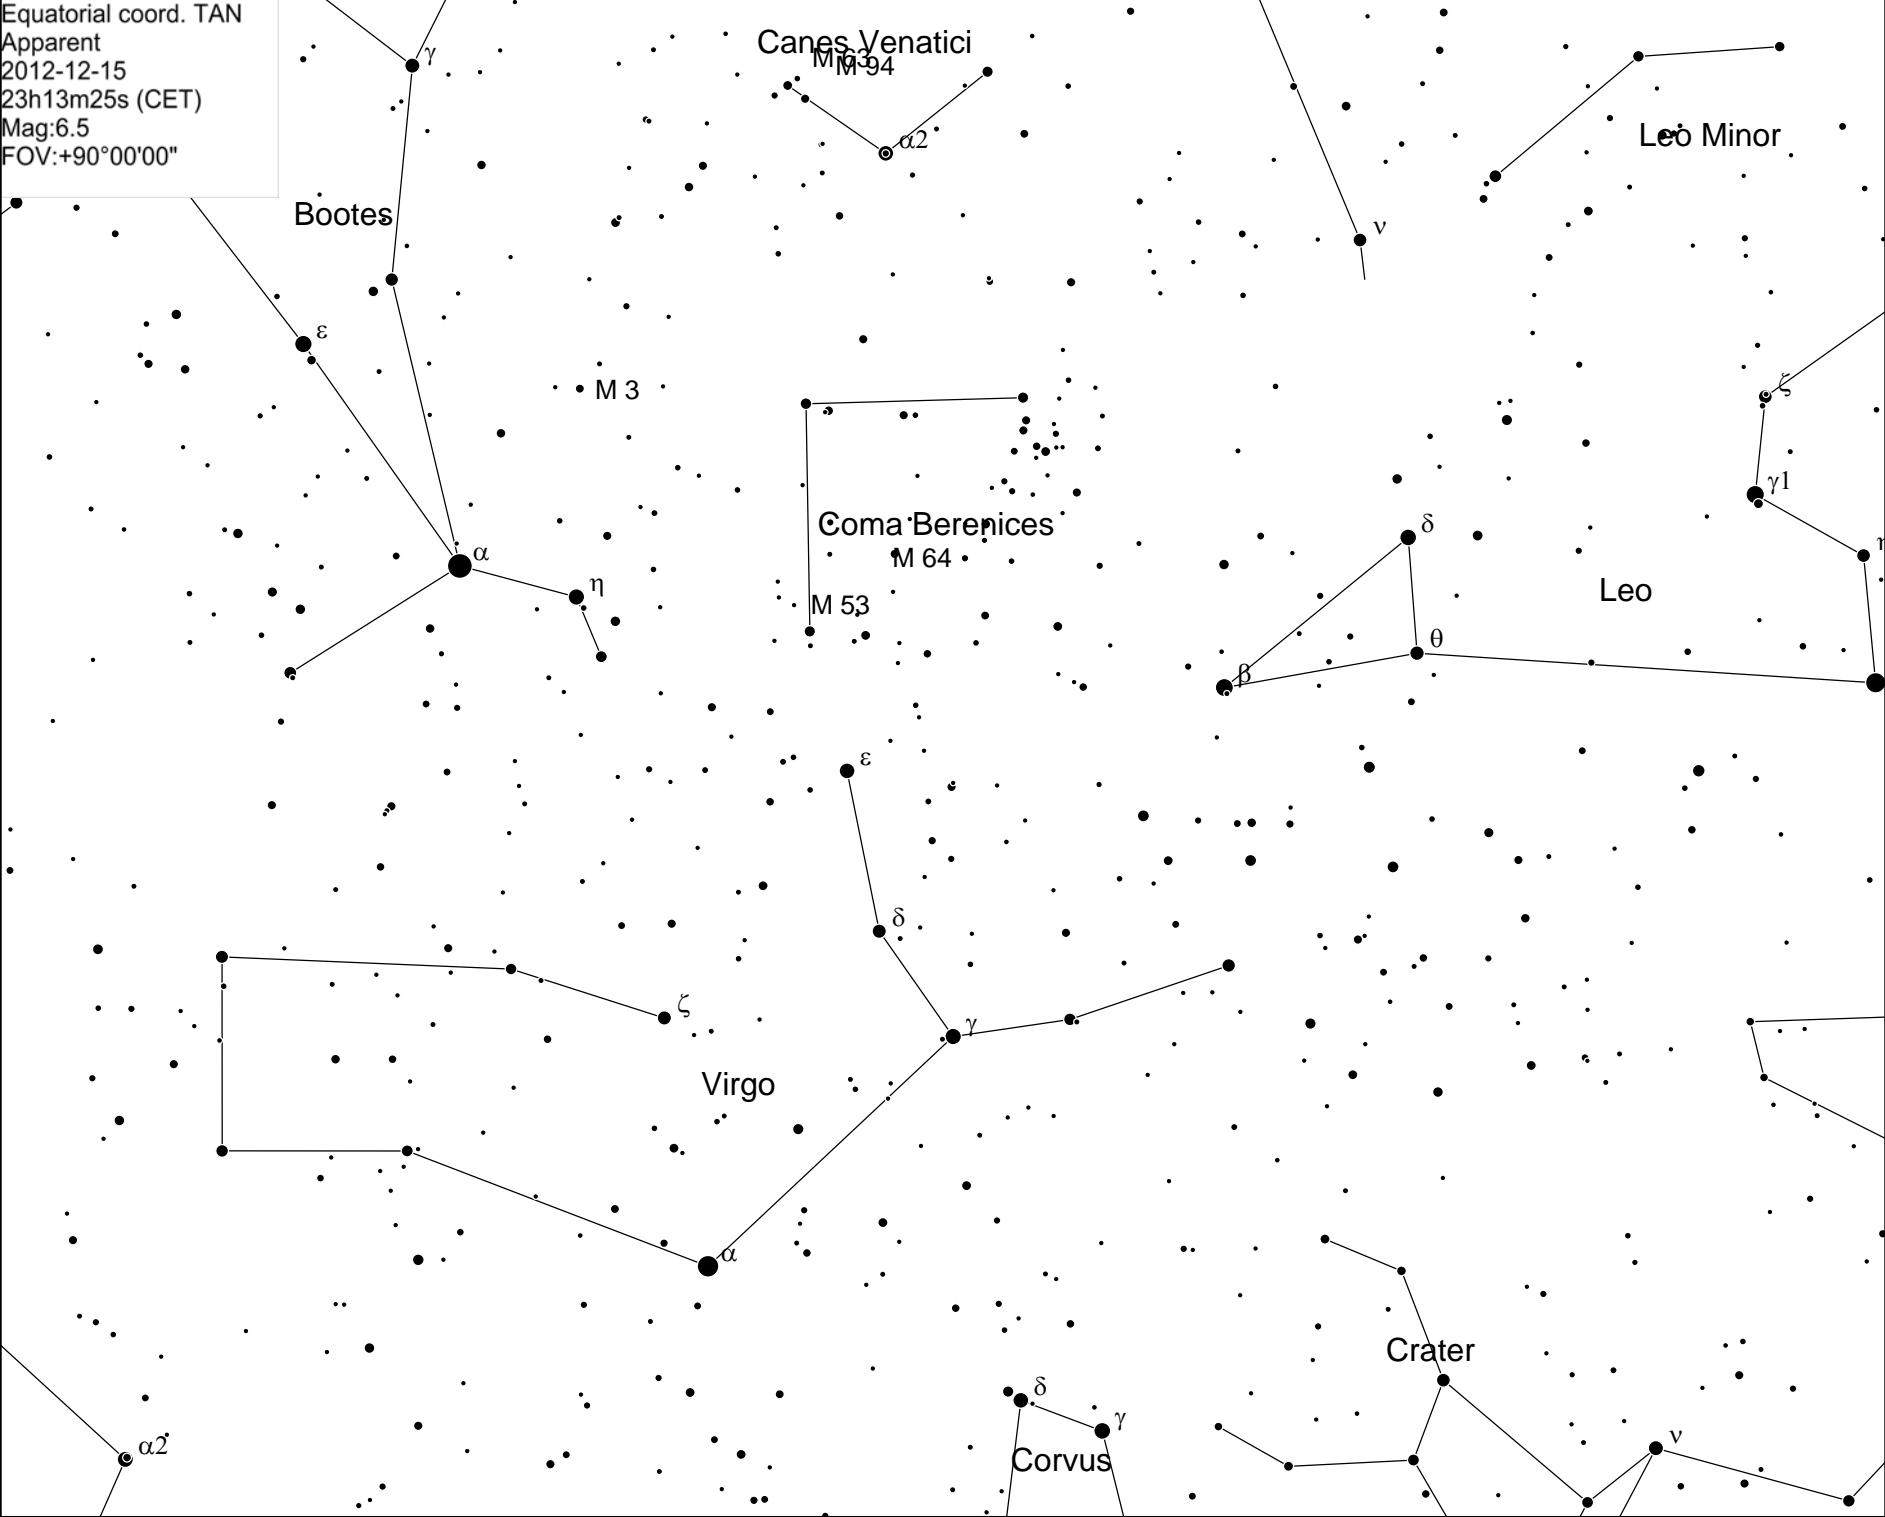 Equatorial coord. TAN
Apparent
2012-12-15
23h13m25s (CET)
Mag:6.5
FOV:+90°00'00"
γ
Canes Venatici
M 63
M 94
α2
Leo Minor
Bootes
ν
ε
M 3
ζ
γ1
Coma Berenices
δ
α
M 64
η
η
Leo
M 53
θ
β
ε
δ
ζ
γ
Virgo
α
Crater
δ
γ
α2
Corvus
ν